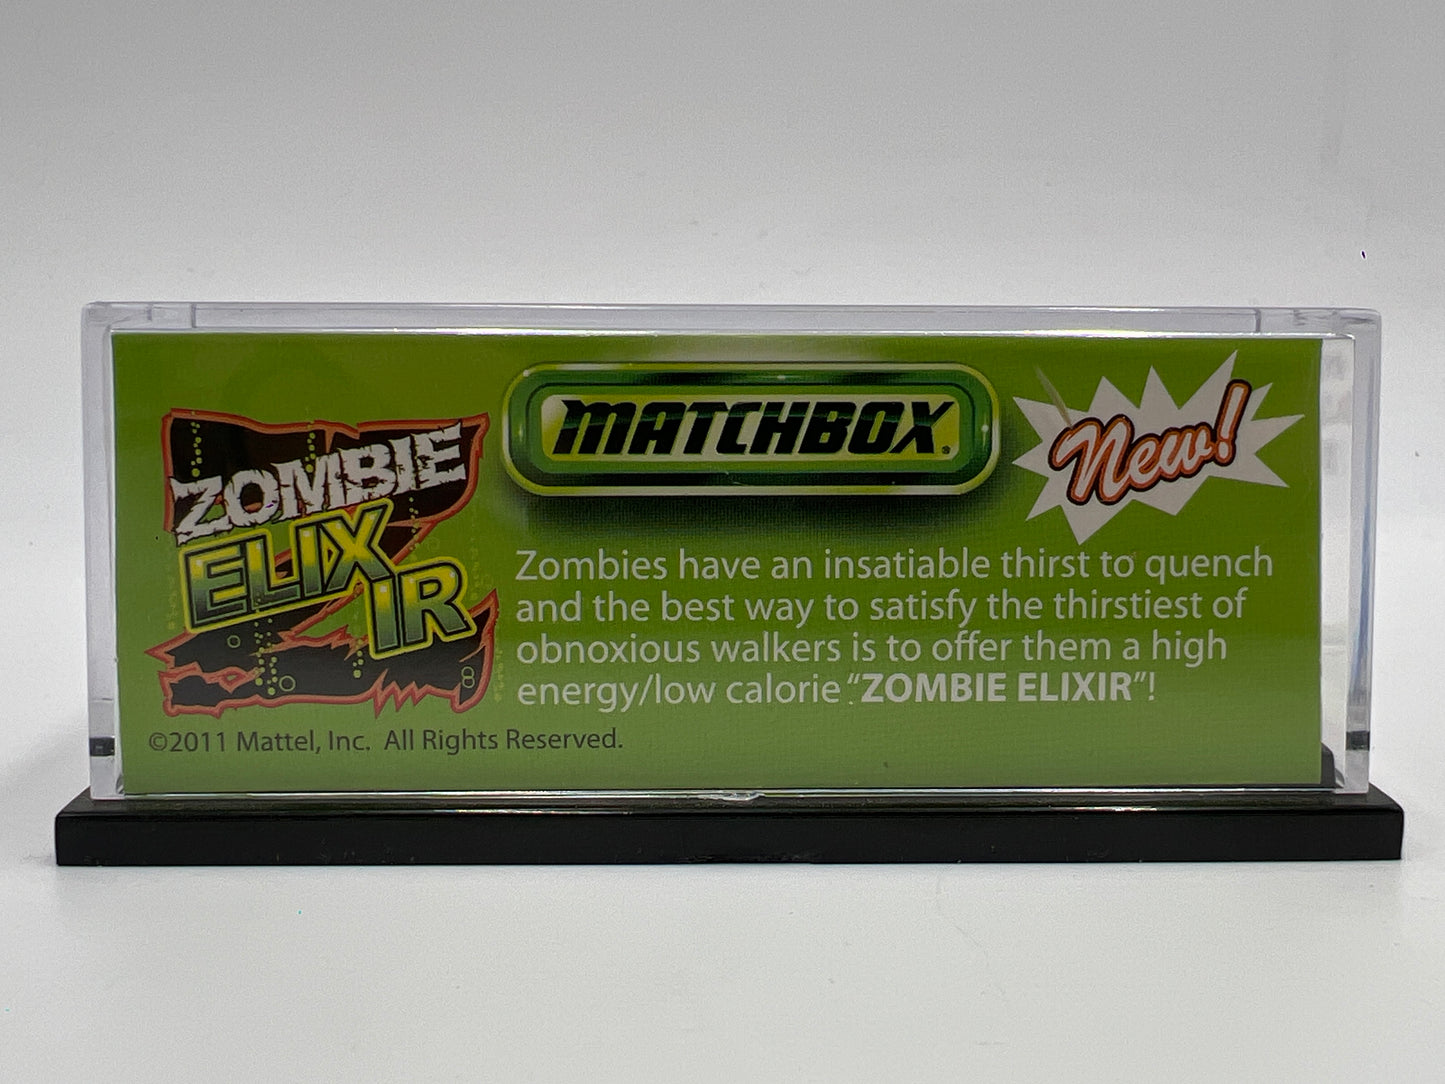 ZOMBIE
ELIX
IR
MATCHBOX.
New!
Zombies have an insatiable thirst to quench
and the best way to satisfy the thirstiest of
obnoxious walkers is to offer them a high
energy/low calorie “ZOMBIE ELIXIR”!
©2011 Mattel, Inc. All Rights Reserved.